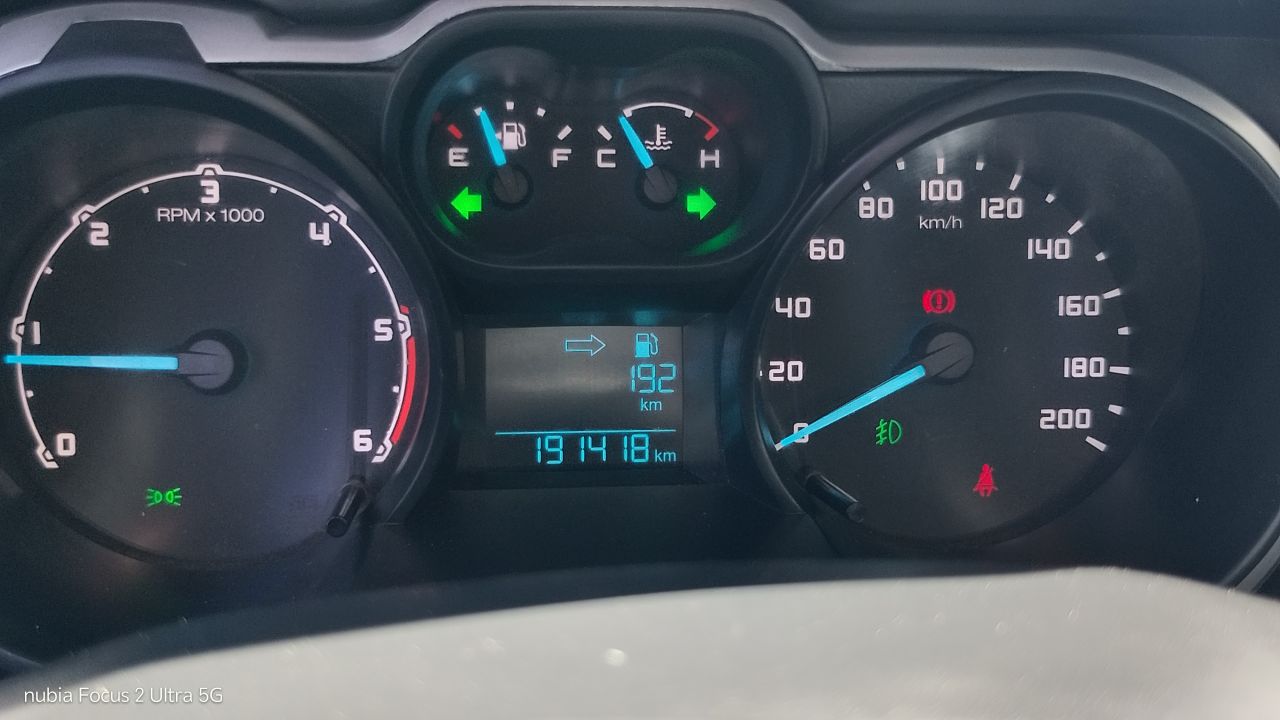 E F C H
0 1 2 3 4 5 6
RPM x 1000
192
km
191418 km
0 20 40 60 80 100 120 140 160 180 200
km/h
nubia Focus 2 Ultra 5G